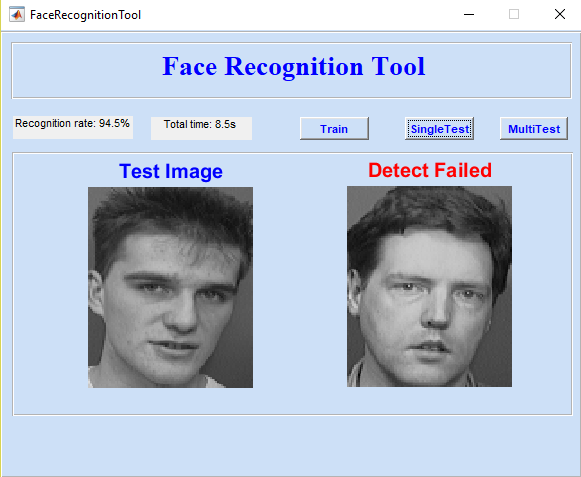 FaceRecognitionTool
Face Recognition Tool
Recognition rate: 94.5%
Total time: 8.5s
Train
SingleTest
MultiTest
Test Image
Detect Failed